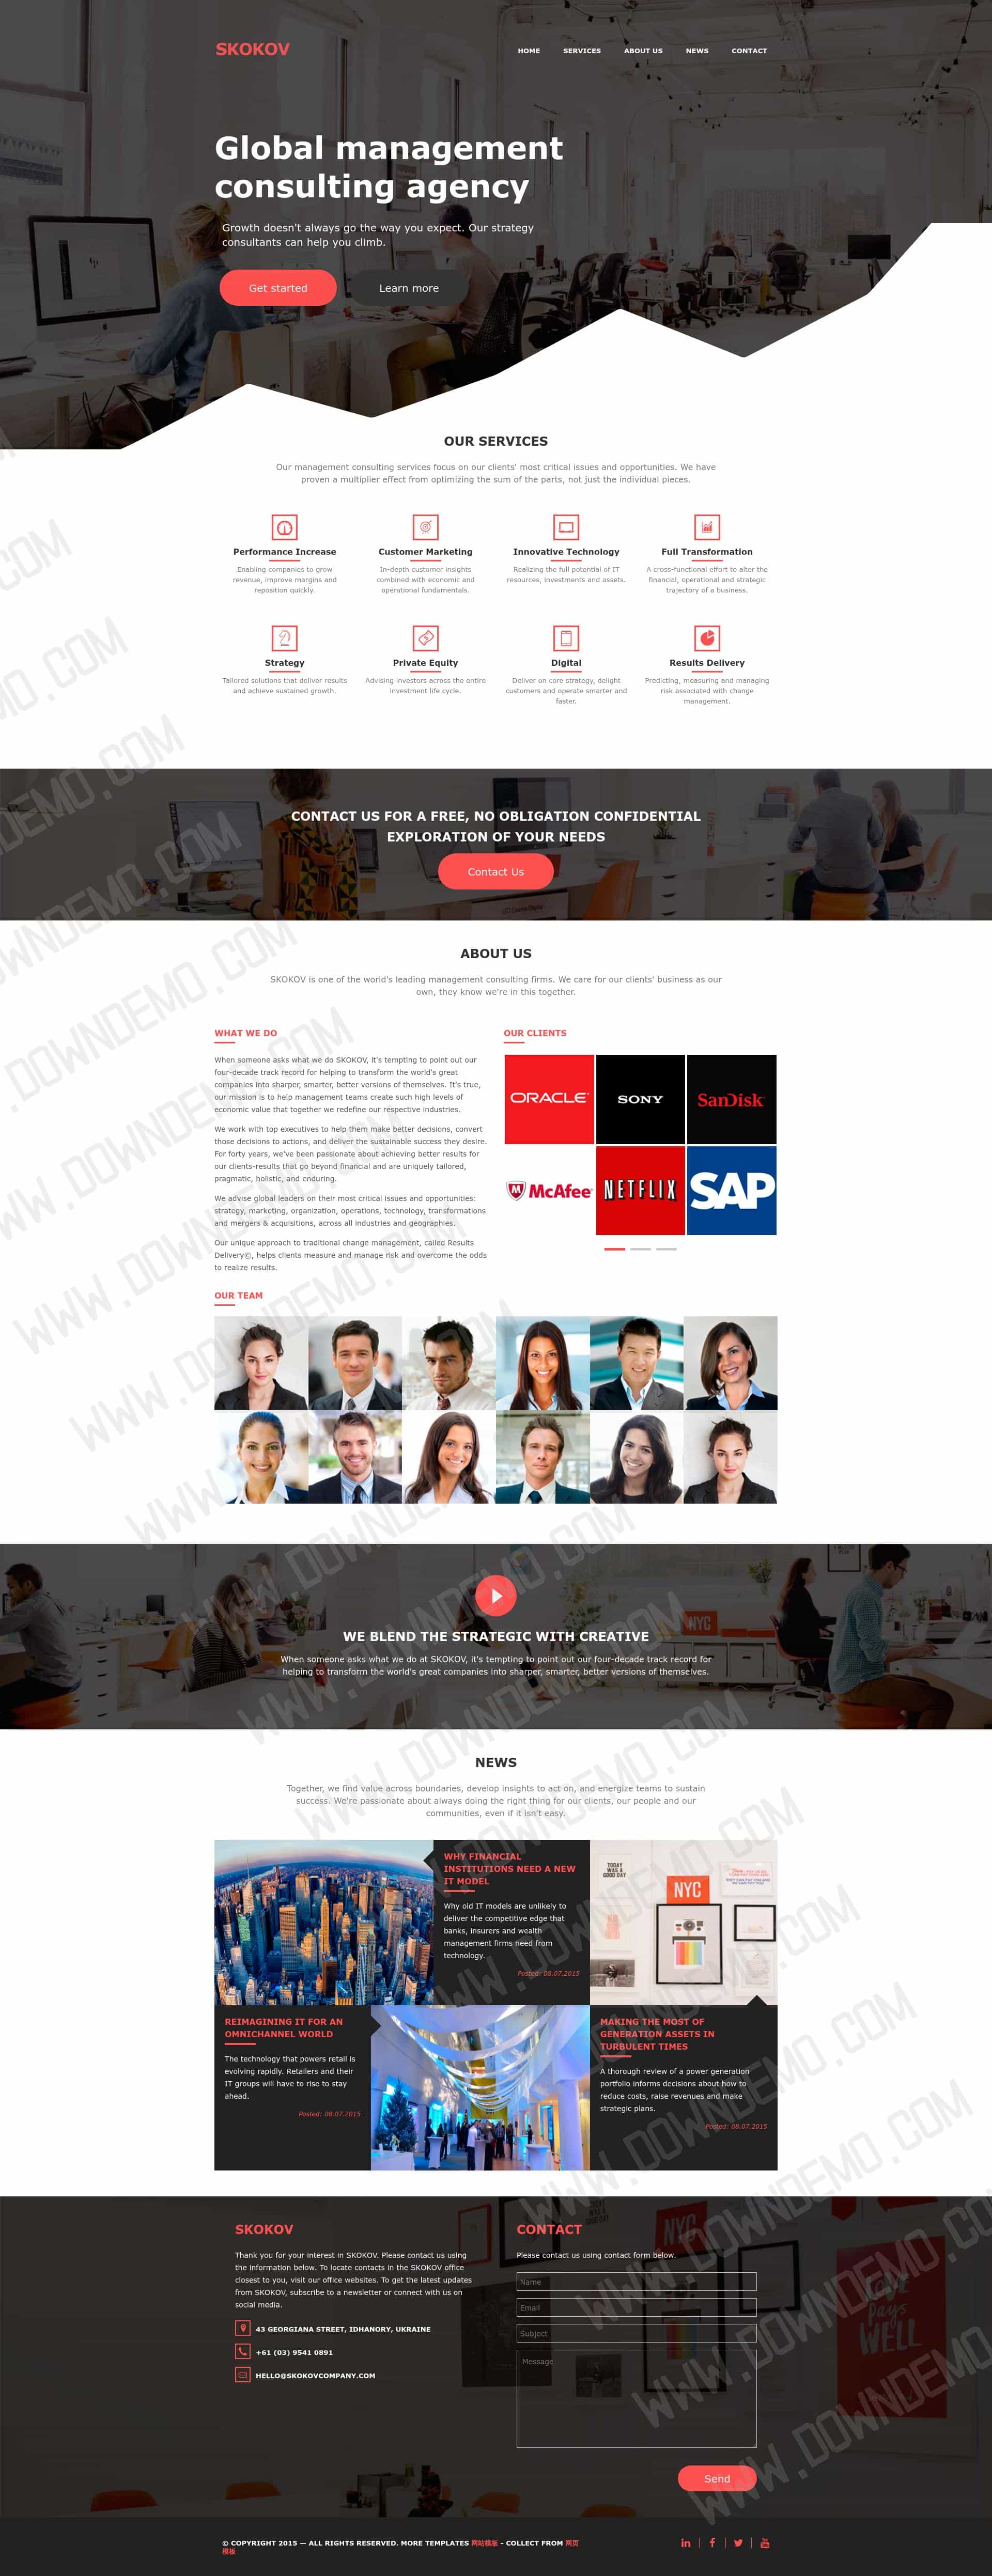 SKOKOV
HOME SERVICES ABOUT US NEWS CONTACT
Global management
consulting agency
Growth doesn't always go the way you expect. Our strategy
consultants can help you climb.
Get started Learn more
OUR SERVICES
Our management consulting services focus on our clients' most critical issues and opportunities. We have
proven a multiplier effect from optimizing the sum of the parts, not just the individual pieces.
Performance Increase
Enabling companies to grow
revenue, improve margins and
reposition quickly.
Customer Marketing
In-depth customer insights
combined with economic and
operational fundamentals.
Innovative Technology
Realizing the full potential of IT
resources, investments and assets.
Full Transformation
A cross-functional effort to alter the
financial, operational and strategic
trajectory of a business.
Strategy
Tailored solutions that deliver results
and achieve sustained growth.
Private Equity
Advising investors across the entire
investment life cycle.
Digital
Deliver on core strategy, delight
customers and operate smarter and
faster.
Results Delivery
Predicting, measuring and managing
risk associated with change
management.
CONTACT US FOR A FREE, NO OBLIGATION CONFIDENTIAL
EXPLORATION OF YOUR NEEDS
Contact Us
ABOUT US
SKOKOV is one of the world's leading management consulting firms. We care for our clients' business as our
own, they know we're in this together.
WHAT WE DO
When someone asks what we do SKOKOV, it's tempting to point out our
four-decade track record for helping to transform the world's great
companies into sharper, smarter, better versions of themselves. It's true,
our mission is to help management teams create such high levels of
economic value that together we redefine our respective industries.
We work with top executives to help them make better decisions, convert
those decisions to actions, and deliver the sustainable success they desire.
For forty years, we've been passionate about achieving better results for
our clients-results that go beyond financial and are uniquely tailored,
pragmatic, holistic, and enduring.
We advise global leaders on their most critical issues and opportunities:
strategy, marketing, organization, operations, technology, transformations
and mergers & acquisitions, across all industries and geographies.
Our unique approach to traditional change management, called Results
Delivery©, helps clients measure and manage risk and overcome the odds
to realize results.
OUR CLIENTS
ORACLE
SONY
SanDisk
McAfee
NETFLIX
SAP
OUR TEAM
WE BLEND THE STRATEGIC WITH CREATIVE
When someone asks what we do at SKOKOV, it's tempting to point out our four-decade track record for
helping to transform the world's great companies into sharper, smarter, better versions of themselves.
NYC
NEWS
Together, we find value across boundaries, develop insights to act on, and energize teams to sustain
success. We're passionate about always doing the right thing for our clients, our people and our
communities, even if it isn't easy.
WHY FINANCIAL
INSTITUTIONS NEED A NEW
IT MODEL
Why old IT models are unlikely to
deliver the competitive edge that
banks, insurers and wealth
management firms need from
technology.
Posted: 08.07.2015
TODAY
WAS A
GOOD DAY
NYC
REIMAGINING IT FOR AN
OMNICHANNEL WORLD
The technology that powers retail is
evolving rapidly. Retailers and their
IT groups will have to rise to stay
ahead.
Posted: 08.07.2015
MAKING THE MOST OF
GENERATION ASSETS IN
TURBULENT TIMES
A thorough review of a power generation
portfolio informs decisions about how to
reduce costs, raise revenues and make
strategic plans.
Posted: 08.07.2015
SKOKOV
Thank you for your interest in SKOKOV. Please contact us using
the information below. To locate contacts in the SKOKOV office
closest to you, visit our office websites. To get the latest updates
from SKOKOV, subscribe to a newsletter or connect with us on
social media.
43 GEORGIANA STREET, IDHANORY, UKRAINE
+61 (03) 9541 0891
HELLO@SKOKOVCOMPANY.COM
CONTACT
Please contact us using contact form below.
Name
Email
Subject
Message
Send
© COPYRIGHT 2015 — ALL RIGHTS RESERVED. MORE TEMPLATES 网站模板 - COLLECT FROM 网页
模板
WWW.DOWNDEMO.COM